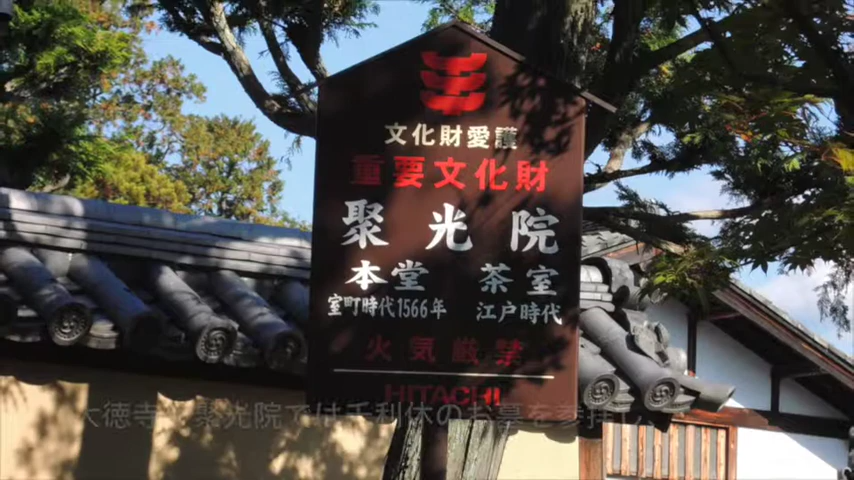 文化財愛護
重要文化財
聚光院
本堂 茶室
室町時代1566年 江戸時代
火気厳禁
HITACHI
大徳寺 聚光院では千利休のお墓を参拝し